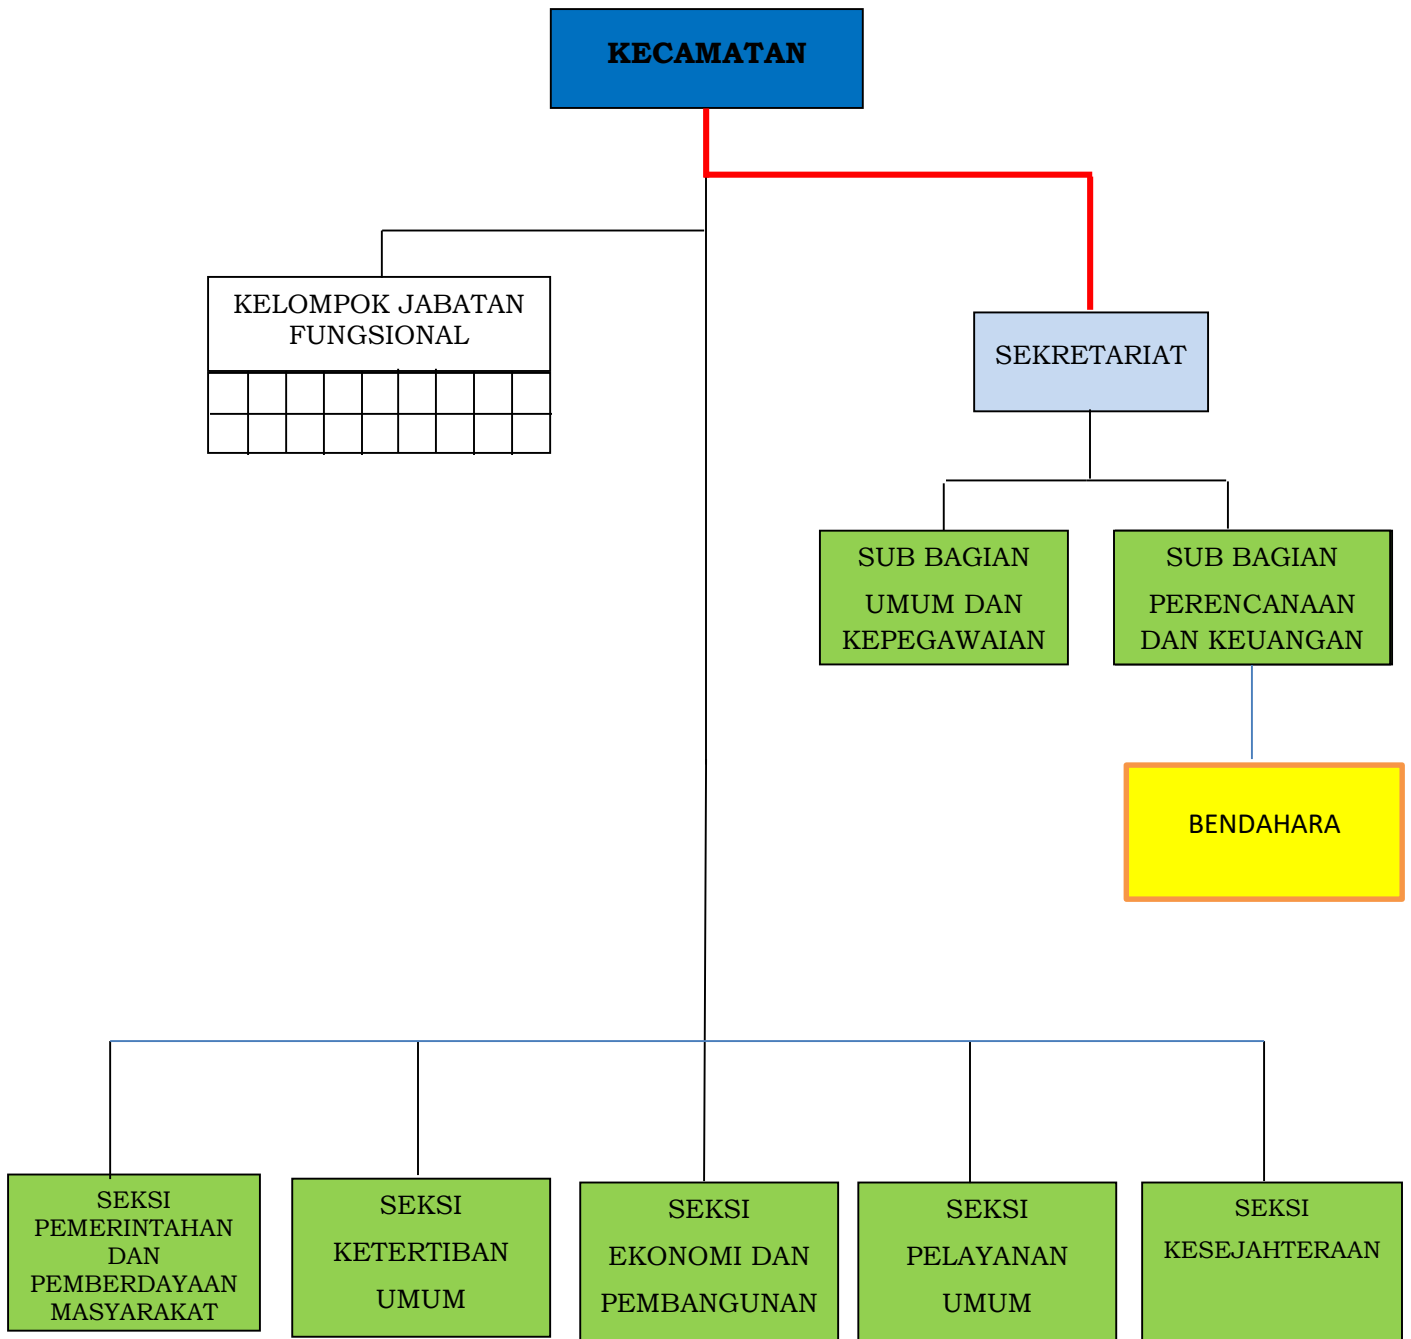 KECAMATAN
KELOMPOK JABATAN
FUNGSIONAL
SEKRETARIAT
SUB BAGIAN
UMUM DAN
KEPEGAWAIAN
SUB BAGIAN
PERENCANAAN
DAN KEUANGAN
BENDAHARA
SEKSI
PEMERINTAHAN
DAN
PEMBERDAYAAN
MASYARAKAT
SEKSI
KETERTIBAN
UMUM
SEKSI
EKONOMI DAN
PEMBANGUNAN
SEKSI
PELAYANAN
UMUM
SEKSI
KESEJAHTERAAN